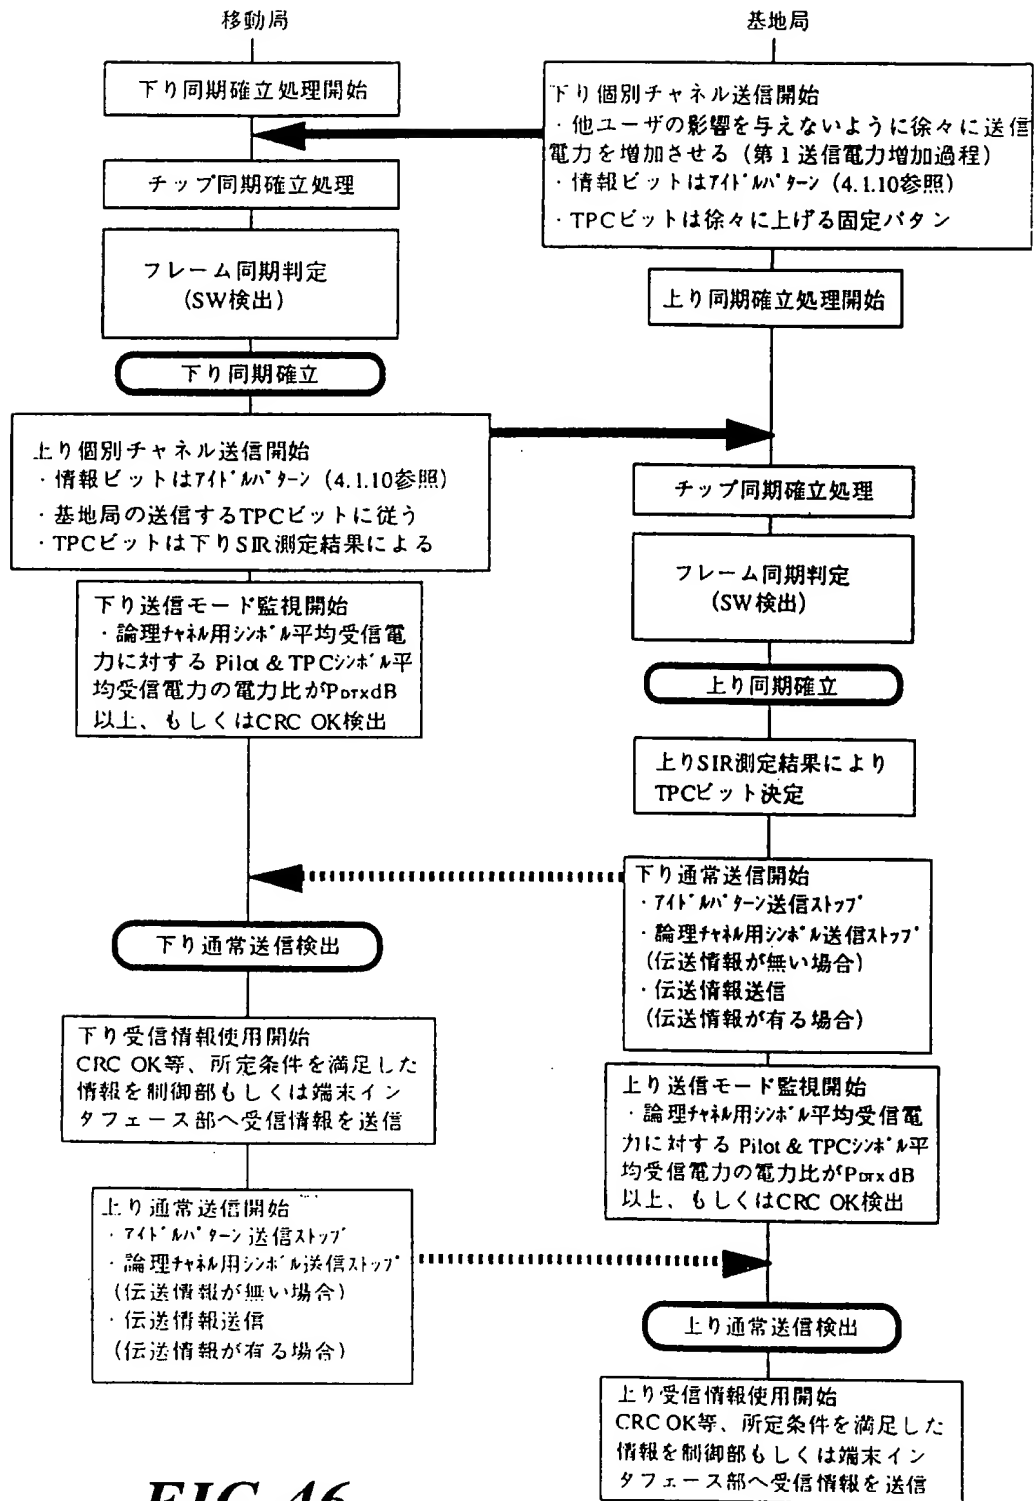 移動局
下り同期確立処理開始
チップ同期確立処理
フレーム同期判定
(SW検出)
下り同期確立
上り個別チャネル送信開始
・情報ビットはｱｲﾄﾞﾙﾊﾟﾀｰﾝ (4.1.10参照)
・基地局の送信するTPCビットに従う
・TPCビットは下りSIR測定結果による
下り送信モード監視開始
・論理ﾁｬﾈﾙ用ｼﾝﾎﾞﾙ平均受信電
力に対する Pilot & TPCｼﾝﾎﾞﾙ平
均受信電力の電力比がPDTXdB
以上、もしくはCRC OK検出
下り通常送信検出
下り受信情報使用開始
CRC OK等、所定条件を満足した
情報を制御部もしくは端末イン
タフェース部へ受信情報を送信
上り通常送信開始
・ｱｲﾄﾞﾙﾊﾟﾀｰﾝ 送信ｽﾄｯﾌﾟ
・論理ﾁｬﾈﾙ用ｼﾝﾎﾞﾙ送信ｽﾄｯﾌﾟ
(伝送情報が無い場合)
・伝送情報送信
(伝送情報が有る場合)
基地局
下り個別チャネル送信開始
・他ユーザの影響を与えないように徐々に送信
電力を増加させる (第1送信電力増加過程)
・情報ビットはｱｲﾄﾞﾙﾊﾟﾀｰﾝ (4.1.10参照)
・TPCビットは徐々に上げる固定パタン
上り同期確立処理開始
チップ同期確立処理
フレーム同期判定
(SW検出)
上り同期確立
上りSIR測定結果により
TPCビット決定
下り通常送信開始
・ｱｲﾄﾞﾙﾊﾟﾀｰﾝ送信ｽﾄｯﾌﾟ
・論理ﾁｬﾈﾙ用ｼﾝﾎﾞﾙ送信ｽﾄｯﾌﾟ
(伝送情報が無い場合)
・伝送情報送信
(伝送情報が有る場合)
上り送信モード監視開始
・論理ﾁｬﾈﾙ用ｼﾝﾎﾞﾙ平均受信電
力に対する Pilot & TPCｼﾝﾎﾞﾙ平
均受信電力の電力比がPDTXdB
以上、もしくはCRC OK検出
上り通常送信検出
上り受信情報使用開始
CRC OK等、所定条件を満足した
情報を制御部もしくは端末イン
タフェース部へ受信情報を送信
FIG. 46